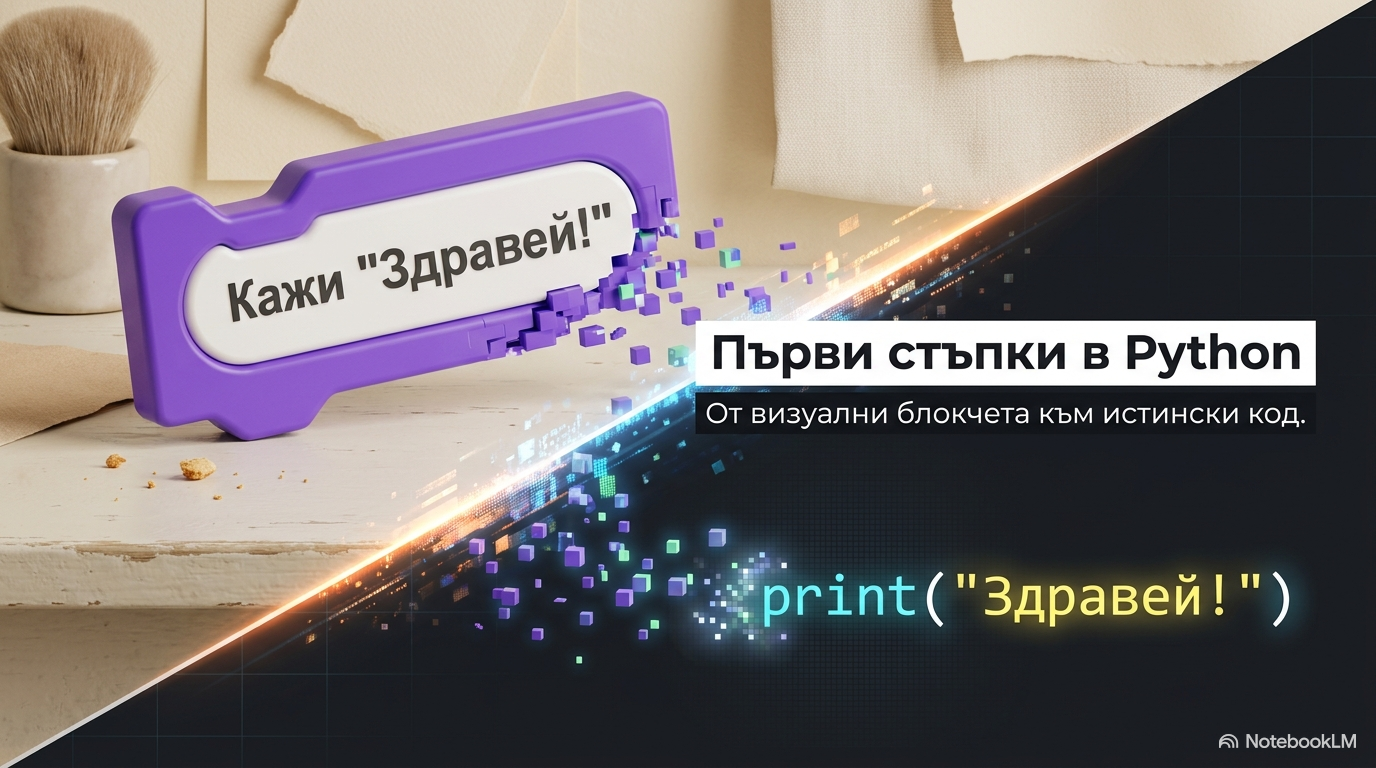 Кажи "Здравей!"
Първи стъпки в Python
От визуални блокчета към истински код.
print("Здравей!")
NotebookLM